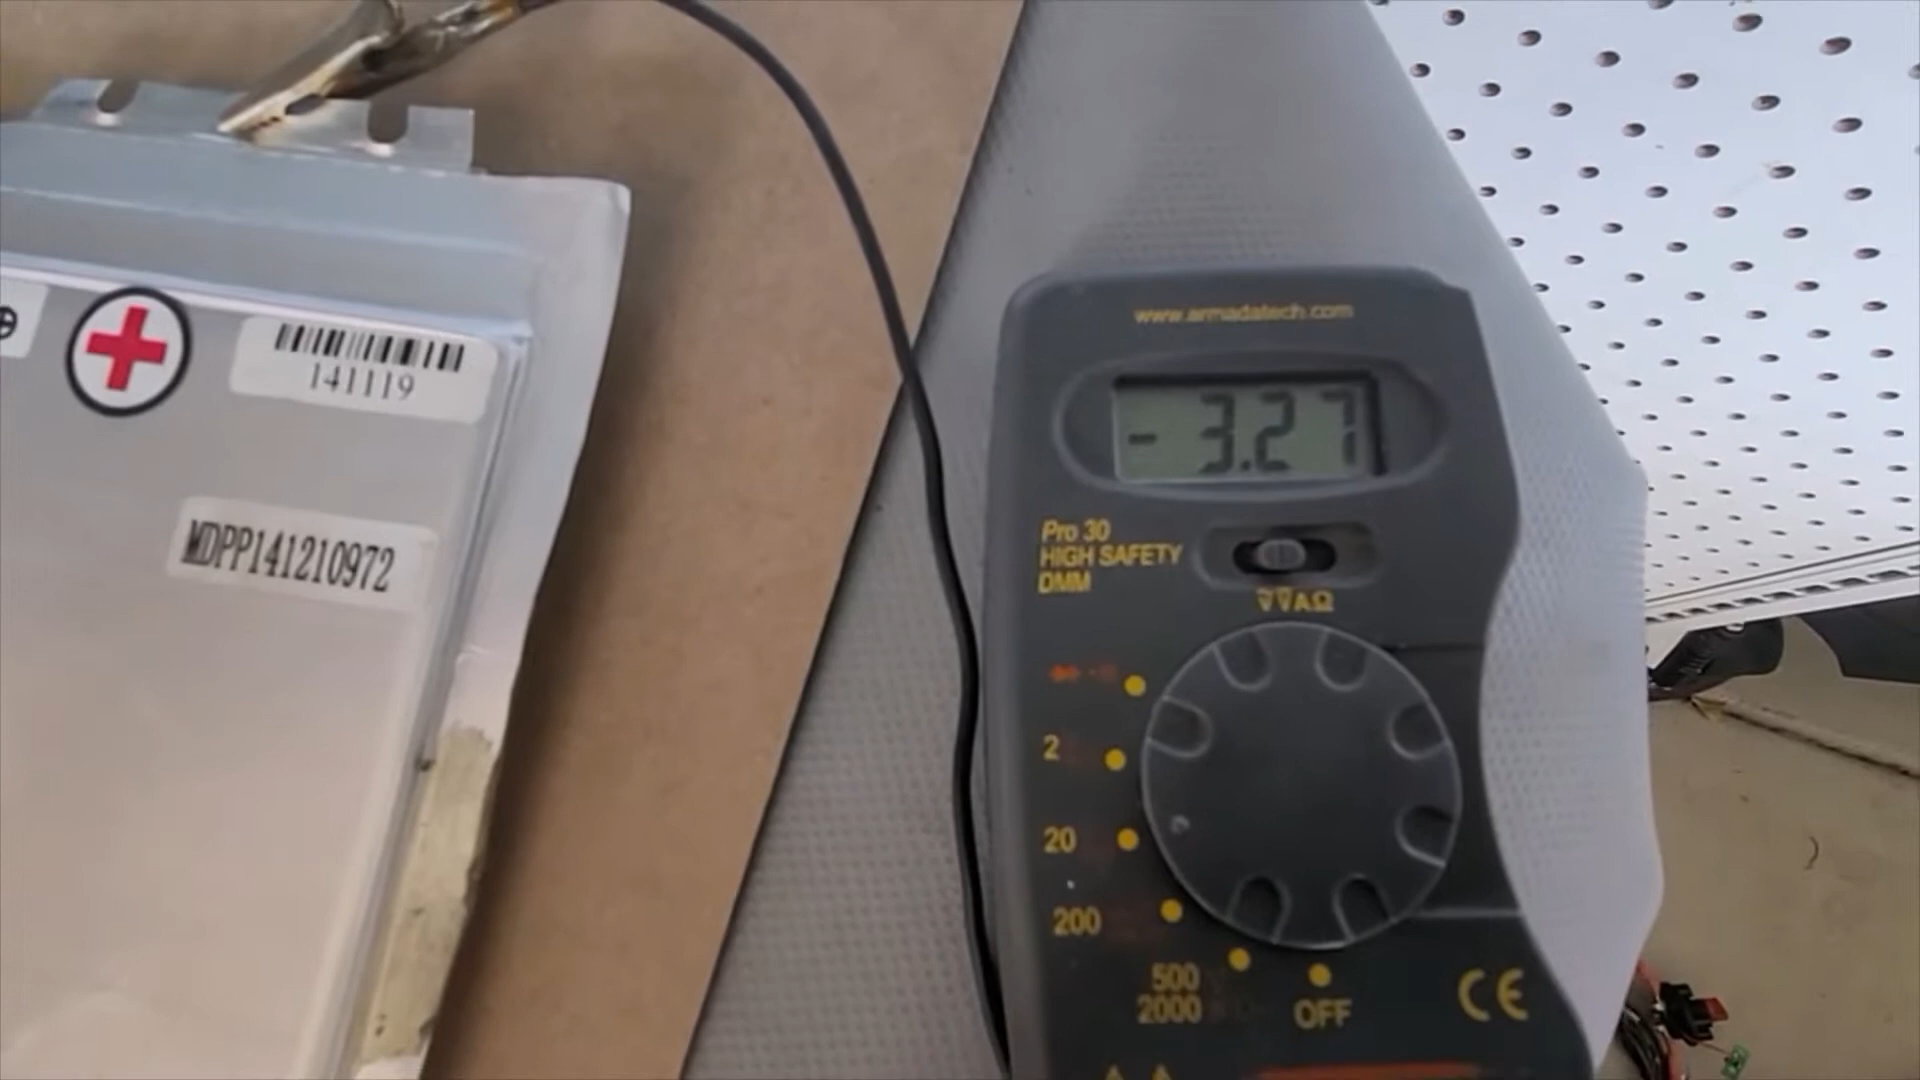 141119
MDPP141210972
www.armadatech.com
- 3.27
Pro 30
HIGH SAFETY
DMM
AΩ
2
20
200
500
2000
OFF
CE